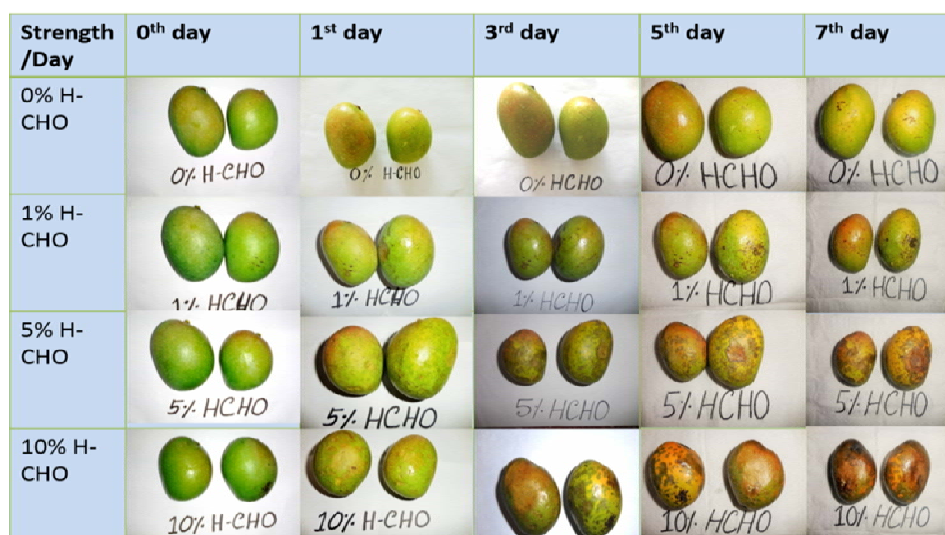 Strength /Day
0th day
1st day
3rd day
5th day
7th day
0% H-CHO
0% H-CHO
0% H-CHO
0% HCHO
0% HCHO
0% HCHO
1% H-CHO
1% HCHO
1% HCHO
1% HCHO
1% HCHO
1% HCHO
5% H-CHO
5% HCHO
5% HCHO
5% HCHO
5% HCHO
5% HCHO
10% H-CHO
10% H-CHO
10% H-CHO
10% HCHO
10% HCHO